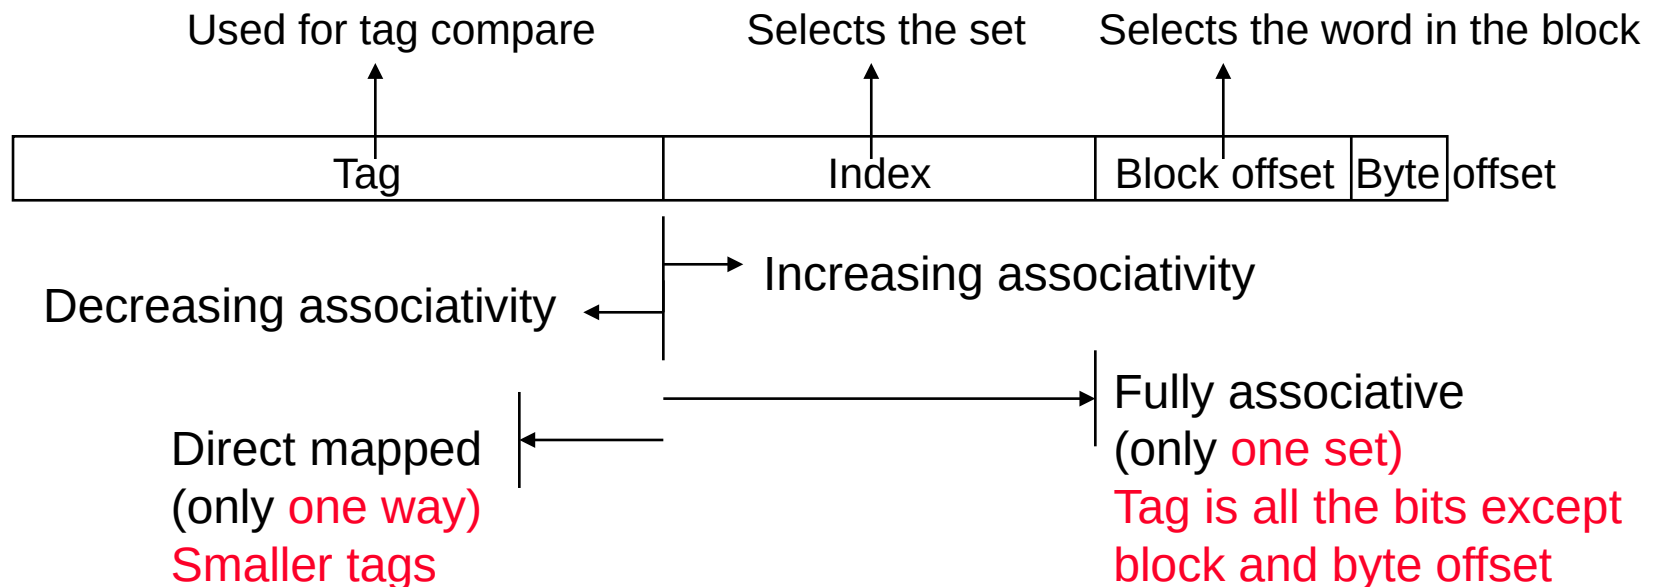 Used for tag compare
Selects the set
Selects the word in the block
Tag
Index
Block offset
Byte offset
Increasing associativity
Decreasing associativity
Fully associative
(only one set)
Tag is all the bits except
block and byte offset
Direct mapped
(only one way)
Smaller tags